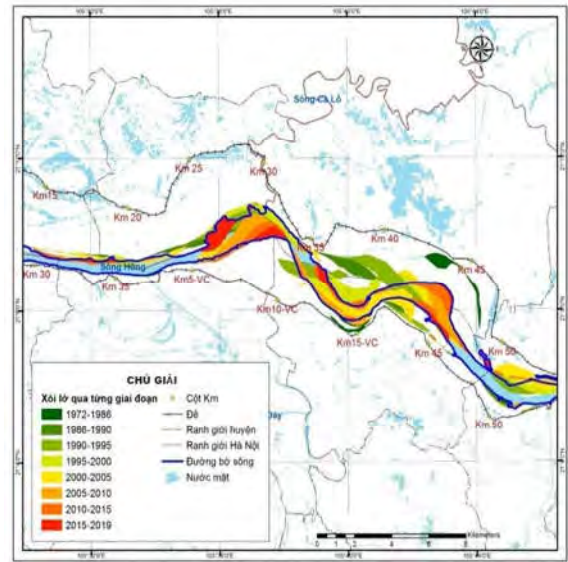 Sông Cà Lồ
Km15
Km 20
Km 25
Km30
Km 30
Sông Hồng
Km 35
Km5-VC
Km 35
Km 40
Km 45
Km10-VC
Km15-VC
Km 45
Km 50
Km 50
Đáy
CHÚ GIẢI
Xói lở qua từng giai đoạn
1972-1986
1986-1990
1990-1995
1995-2000
2000-2005
2005-2010
2010-2015
2015-2019
Cột Km
Đê
Ranh giới huyện
Ranh giới Hà Nội
Đường bờ sông
Nước mặt
Kilometers
0 1 2 4 6 8